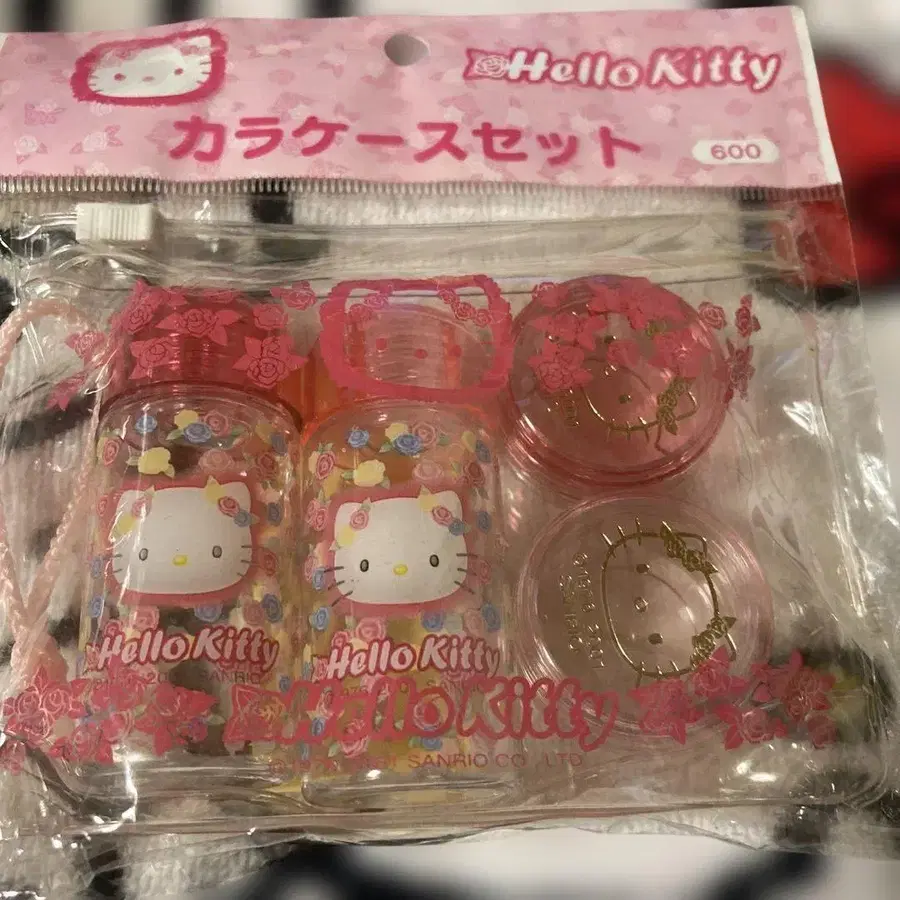 Hello Kitty
カラケースセット
600
Hello Kitty
SANRIO
Hello Kitty
Hello Kitty
SANRIO CO., LTD.